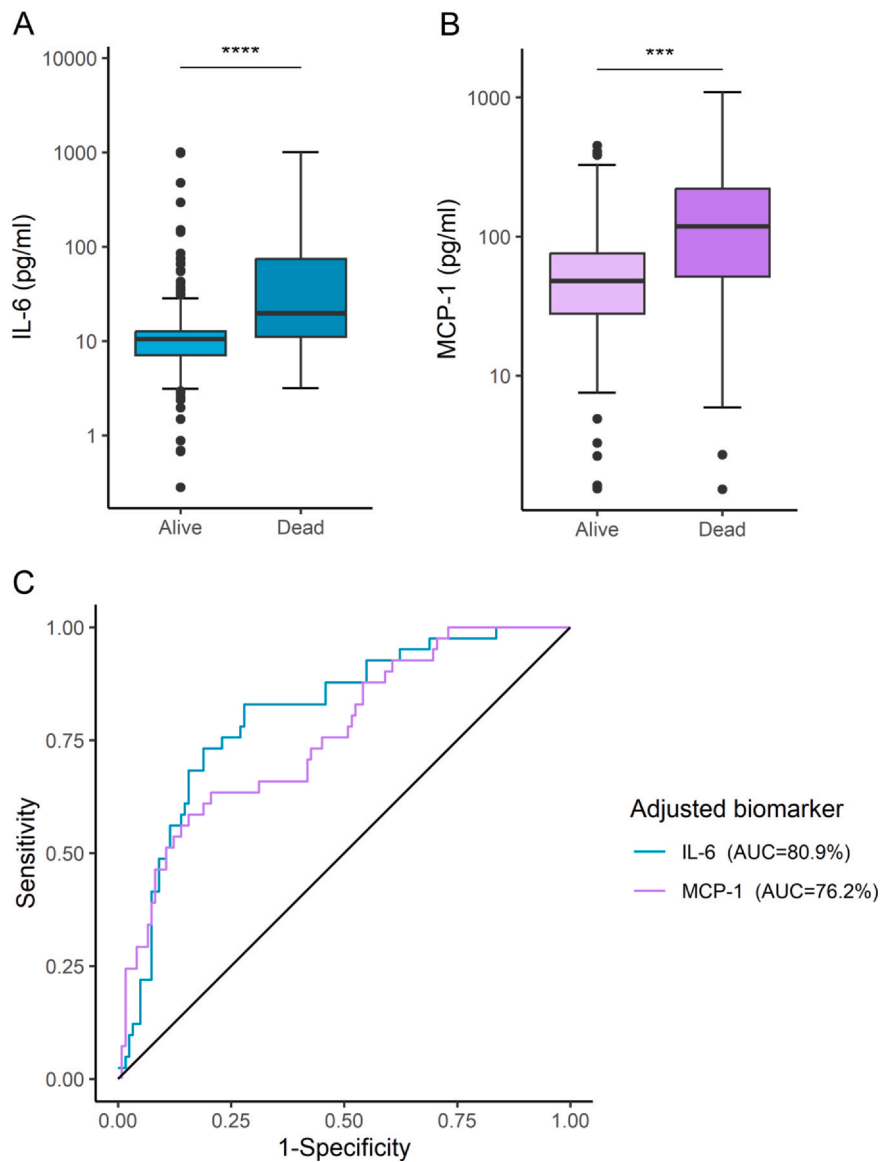 A
****
10000
1000
100
10
1
IL-6 (pg/ml)
Alive
Dead
B
***
1000
100
10
MCP-1 (pg/ml)
Alive
Dead
C
1.00
0.75
0.50
0.25
0.00
Sensitivity
0.00
0.25
0.50
0.75
1.00
1-Specificity
Adjusted biomarker
IL-6 (AUC=80.9%)
MCP-1 (AUC=76.2%)